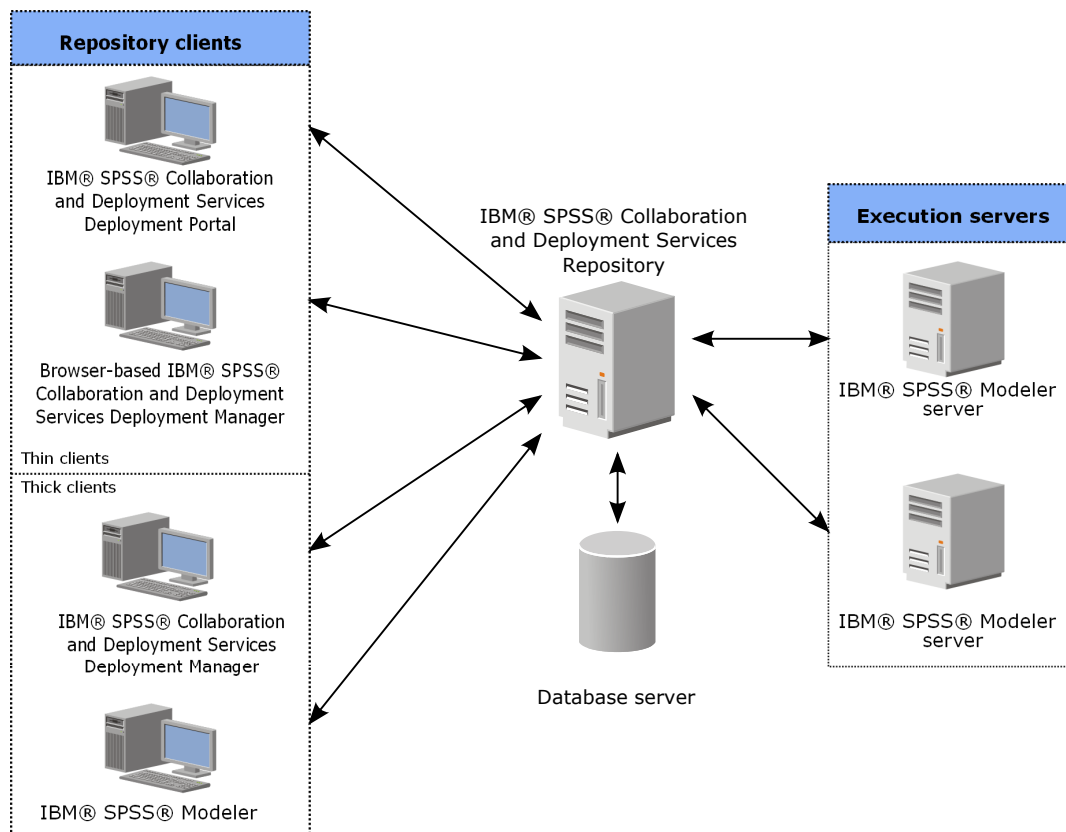 Repository clients
IBM® SPSS® Collaboration
and Deployment Services
Deployment Portal
Browser-based IBM® SPSS®
Collaboration and Deployment
Services Deployment Manager
Thin clients
Thick clients
IBM® SPSS® Collaboration
and Deployment Services
Deployment Manager
IBM® SPSS® Modeler
IBM® SPSS® Collaboration
and Deployment Services
Repository
Database server
Execution servers
IBM® SPSS® Modeler
server
IBM® SPSS® Modeler
server